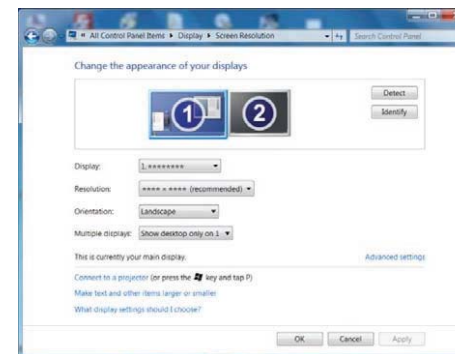 « All Control Panel Items ▸ Display ▸ Screen Resolution
Search Control Panel
Change the appearance of your displays
1
2
Detect
Identify
Display: 1.********
Resolution: **** × **** (recommended)
Orientation: Landscape
Multiple displays: Show desktop only on 1
This is currently your main display.
Advanced settings
Connect to a projector (or press the key and tap P)
Make text and other items larger or smaller
What display settings should I choose?
OK Cancel Apply